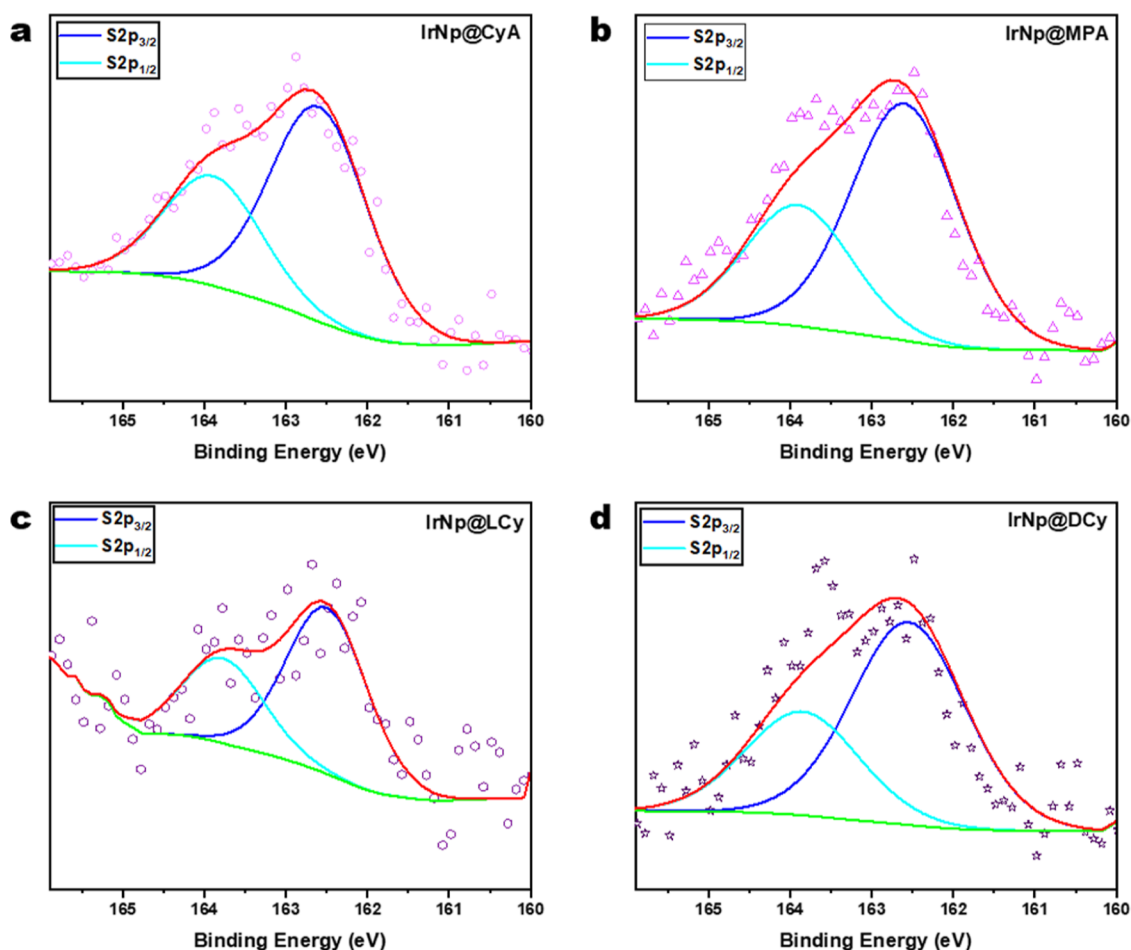 a
S2p3/2
S2p1/2
IrNp@CyA
165 164 163 162 161 160
Binding Energy (eV)
b
S2p3/2
S2p1/2
IrNp@MPA
165 164 163 162 161 160
Binding Energy (eV)
c
S2p3/2
S2p1/2
IrNp@LCy
165 164 163 162 161 160
Binding Energy (eV)
d
S2p3/2
S2p1/2
IrNp@DCy
165 164 163 162 161 160
Binding Energy (eV)